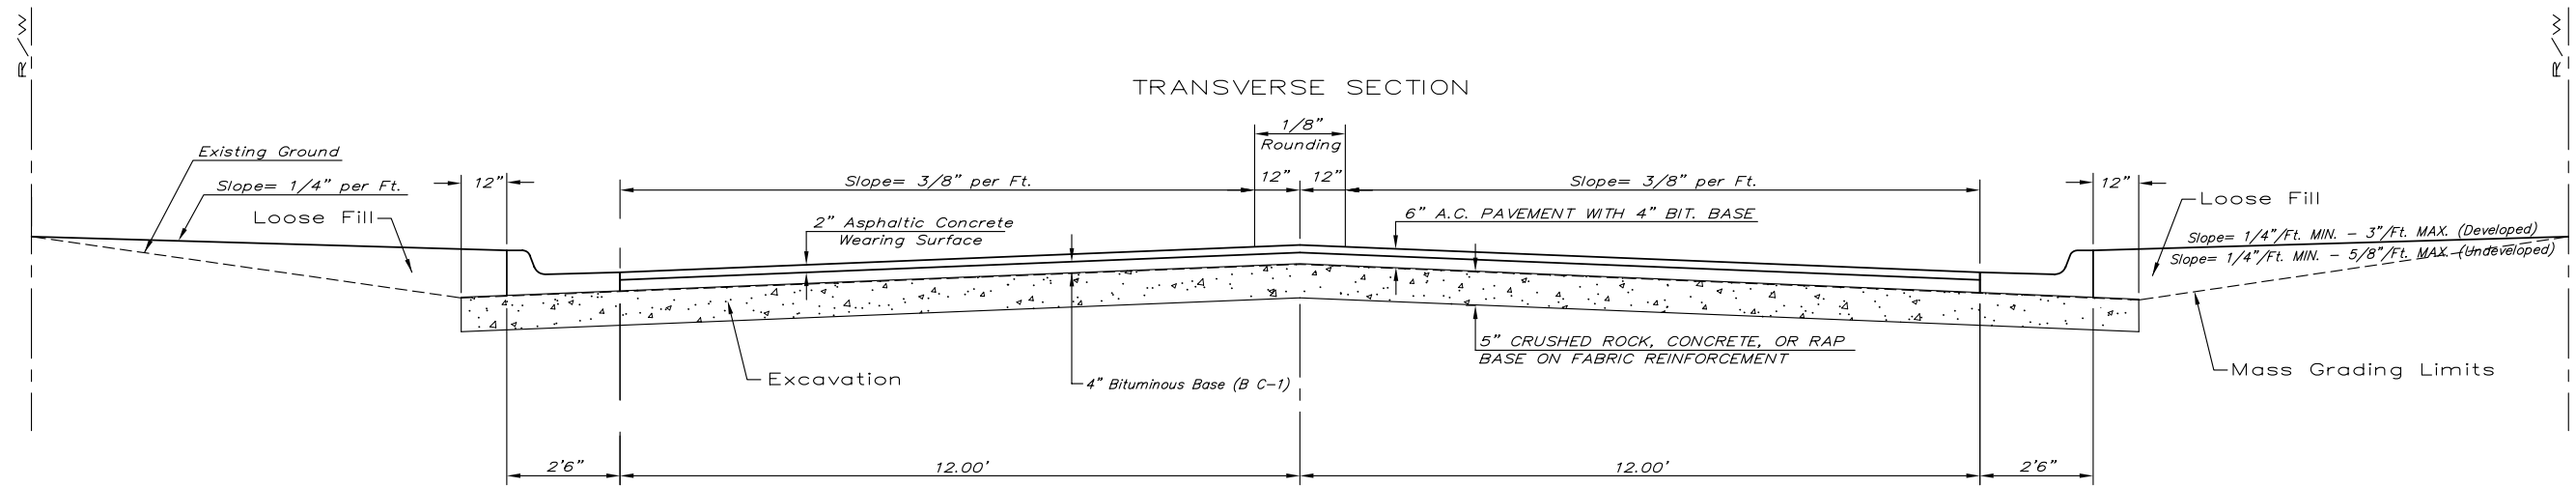 R/W
R/W
TRANSVERSE SECTION
1/8"
Rounding
Existing Ground
Slope= 1/4" per Ft.
12"
Slope= 3/8" per Ft.
12"
12"
Slope= 3/8" per Ft.
12"
Loose Fill
Loose Fill
2" Asphaltic Concrete
Wearing Surface
6" A.C. PAVEMENT WITH 4" BIT. BASE
Slope= 1/4"/Ft. MIN. - 3"/Ft. MAX. (Developed)
Slope= 1/4"/Ft. MIN. - 5/8"/Ft. MAX. (Undeveloped)
5" CRUSHED ROCK, CONCRETE, OR RAP
BASE ON FABRIC REINFORCEMENT
Excavation
4" Bituminous Base (B C-1)
Mass Grading Limits
2'6"
12.00'
12.00'
2'6"